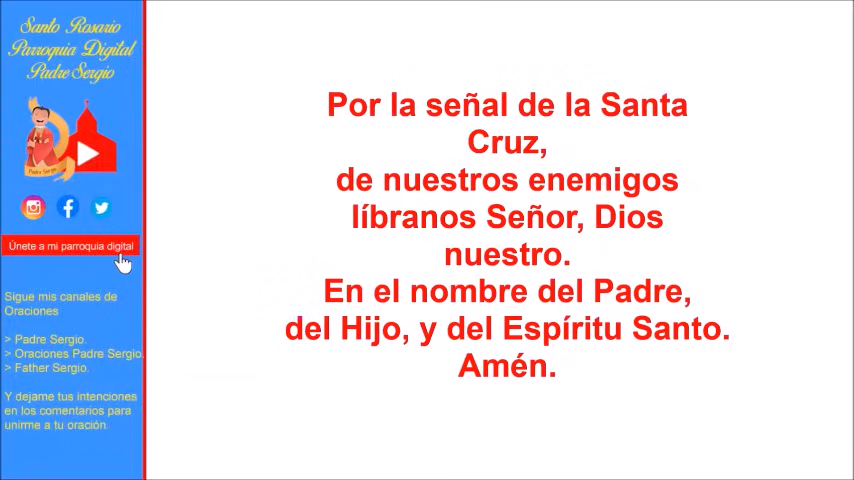 Santo Rosario
Parroquia Digital
Padre Sergio
Padre Sergio
Únete a mi parroquia digital
Sigue mis canales de
Oraciones
> Padre Sergio.
> Oraciones Padre Sergio.
> Father Sergio.
Y dejame tus intenciones
en los comentarios para
unirme a tu oración.
Por la señal de la Santa
Cruz,
de nuestros enemigos
líbranos Señor, Dios
nuestro.
En el nombre del Padre,
del Hijo, y del Espíritu Santo.
Amén.